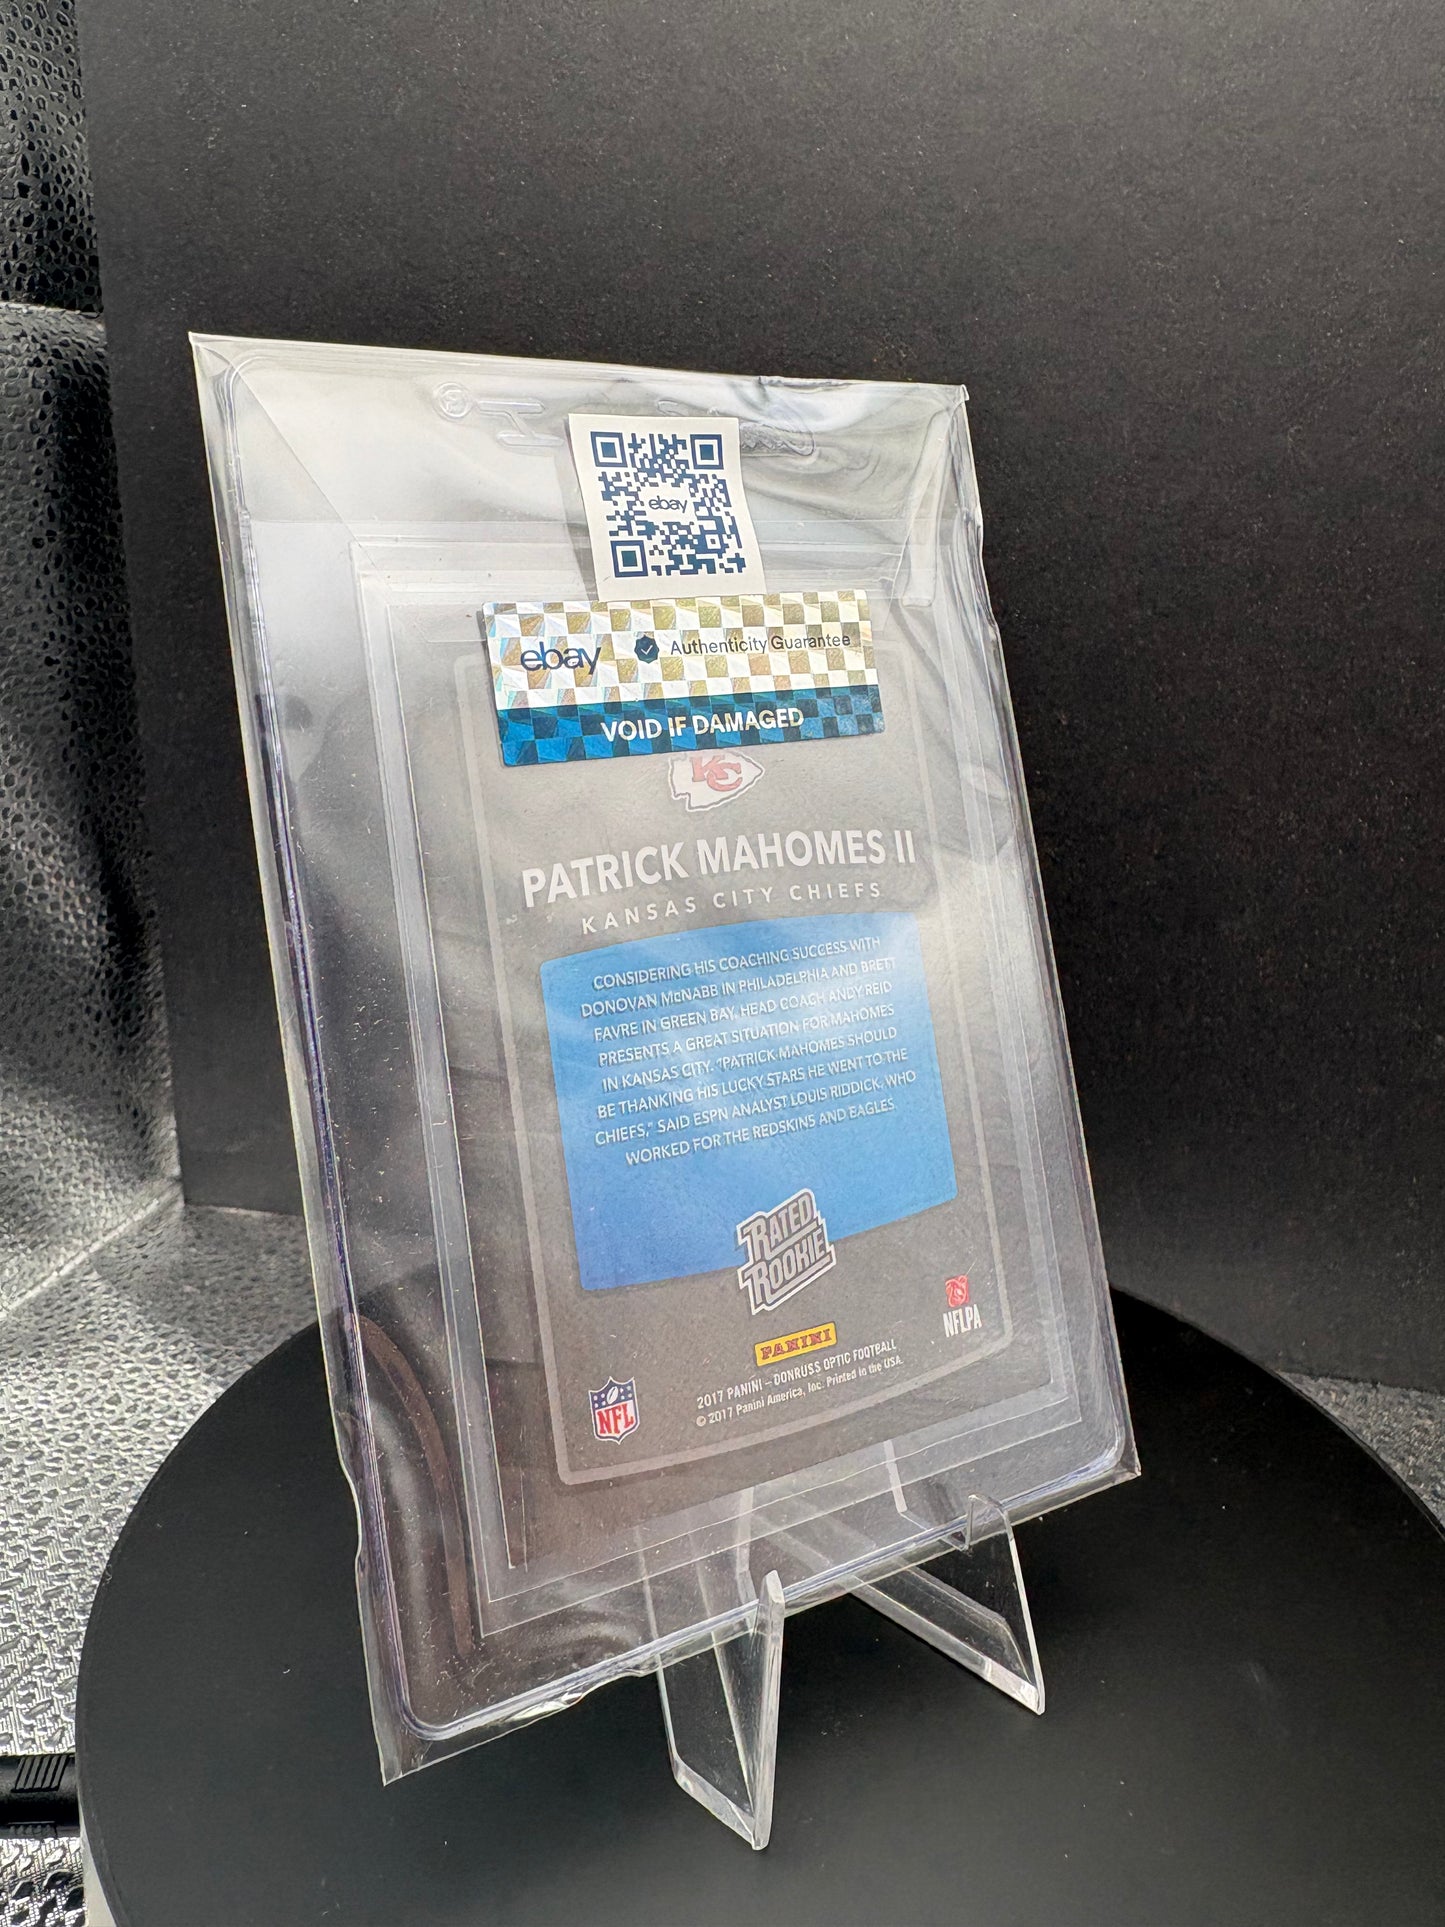 ebay
ebay Authenticity Guarantee
VOID IF DAMAGED
KC
PATRICK MAHOMES II
KANSAS CITY CHIEFS
CONSIDERING HIS COACHING SUCCESS WITH
DONOVAN McNABB IN PHILADELPHIA AND BRETT
FAVRE IN GREEN BAY, HEAD COACH ANDY REID
PRESENTS A GREAT SITUATION FOR MAHOMES
IN KANSAS CITY. "PATRICK MAHOMES SHOULD
BE THANKING HIS LUCKY STARS HE WENT TO THE
CHIEFS," SAID ESPN ANALYST LOUIS RIDDICK, WHO
WORKED FOR THE REDSKINS AND EAGLES.
RATED
ROOKIE
PANINI
NFLPA
NFL
2017 PANINI – DONRUSS OPTIC FOOTBALL
© 2017 Panini America, Inc. Printed in the USA.